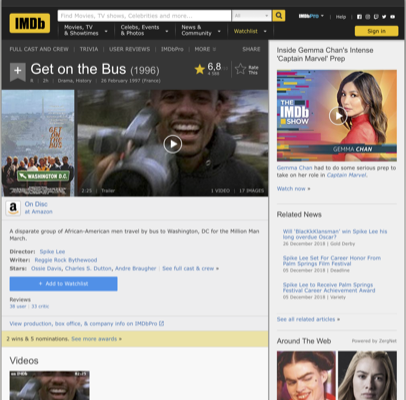 IMDb
Find Movies, TV shows, Celebrities and more...
All
IMDbPro
Help
Movies, TV
& Showtimes
Celebs, Events
& Photos
News &
Community
Watchlist
Sign in
FULL CAST AND CREW | TRIVIA | USER REVIEWS | IMDbPro | MORE
SHARE
Get on the Bus (1996)
6,8
Rate
This
2h | Drama, History | 26 February 1997 (France)
WASHINGTON D.C.
2:25 | Trailer
1 VIDEO | 17 IMAGES
On Disc
at Amazon
A disparate group of African-American men travel by bus to Washington, DC for the Million Man
March.
Director: Spike Lee
Writer: Reggie Rock Bythewood
Stars: Ossie Davis, Charles S. Dutton, Andre Braugher | See full cast & crew »
+ Add to Watchlist
Reviews
38 user | 33 critic
View production, box office, & company info on IMDbPro
2 wins & 5 nominations. See more awards »
Videos
Inside Gemma Chan's Intense
'Captain Marvel' Prep
THE
IMDb
SHOW
GEMMA CHAN
Gemma Chan had to do some serious prep to
take on her role in Captain Marvel.
Watch now »
Related News
Will 'BlacKkKlansman' win Spike Lee his
long overdue Oscar?
26 December 2018 | Gold Derby
Spike Lee Set For Career Honor From
Palm Springs Film Festival
05 December 2018 | Deadline
Spike Lee to Receive Palm Springs
Festival Career Achievement Award
05 December 2018 | Variety
See all related articles »
Around The Web
Powered by ZergNet